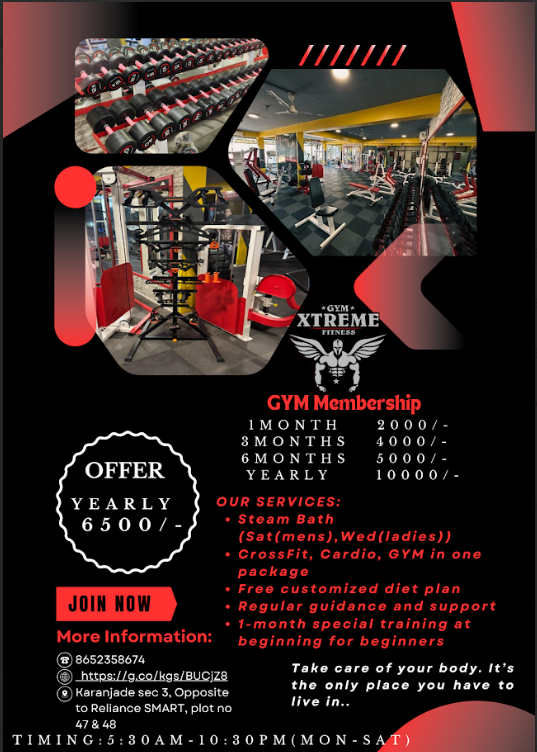 GYM
XTREME
FITNESS
GYM Membership
1MONTH 2000/-
3MONTHS 4000/-
6MONTHS 5000/-
YEARLY 10000/-
OFFER
YEARLY
6500/-
OUR SERVICES:
• Steam Bath
(Sat(mens),Wed(ladies))
• CrossFit, Cardio, GYM in one
package
• Free customized diet plan
• Regular guidance and support
• 1-month special training at
beginning for beginners
JOIN NOW
More Information:
8652358674
https://g.co/kgs/BUCjZ8
Karanjade sec 3, Opposite
to Reliance SMART, plot no
47 & 48
Take care of your body. It's
the only place you have to
live in..
TIMING:5:30AM-10:30PM(MON-SAT)